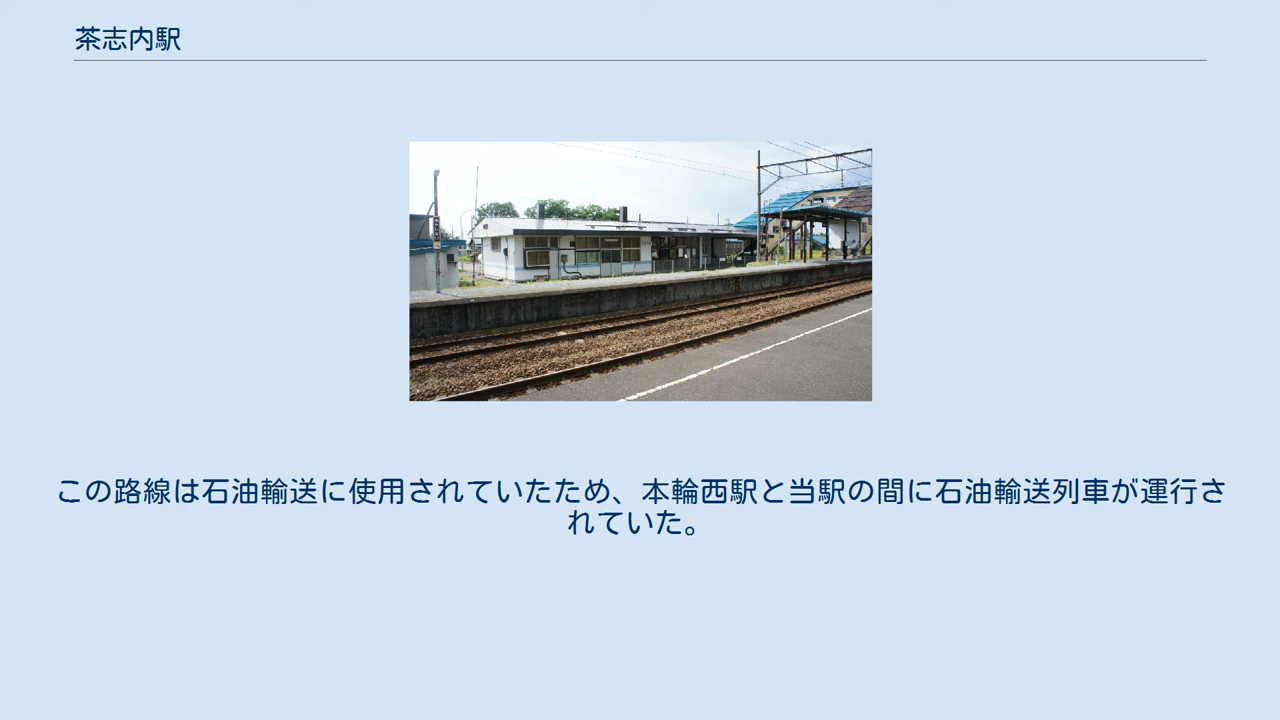 茶志内駅
この路線は石油輸送に使用されていたため、本輪西駅と当駅の間に石油輸送列車が運行さ
れていた。